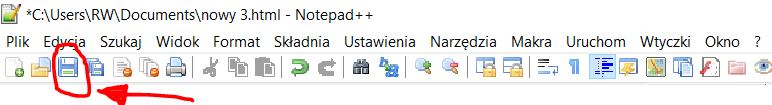 *C:\Users\RW\Documents\nowy 3.html - Notepad++
Plik Edycja Szukaj Widok Format Składnia Ustawienia Narzędzia Makra Uruchom Wtyczki Okno ?